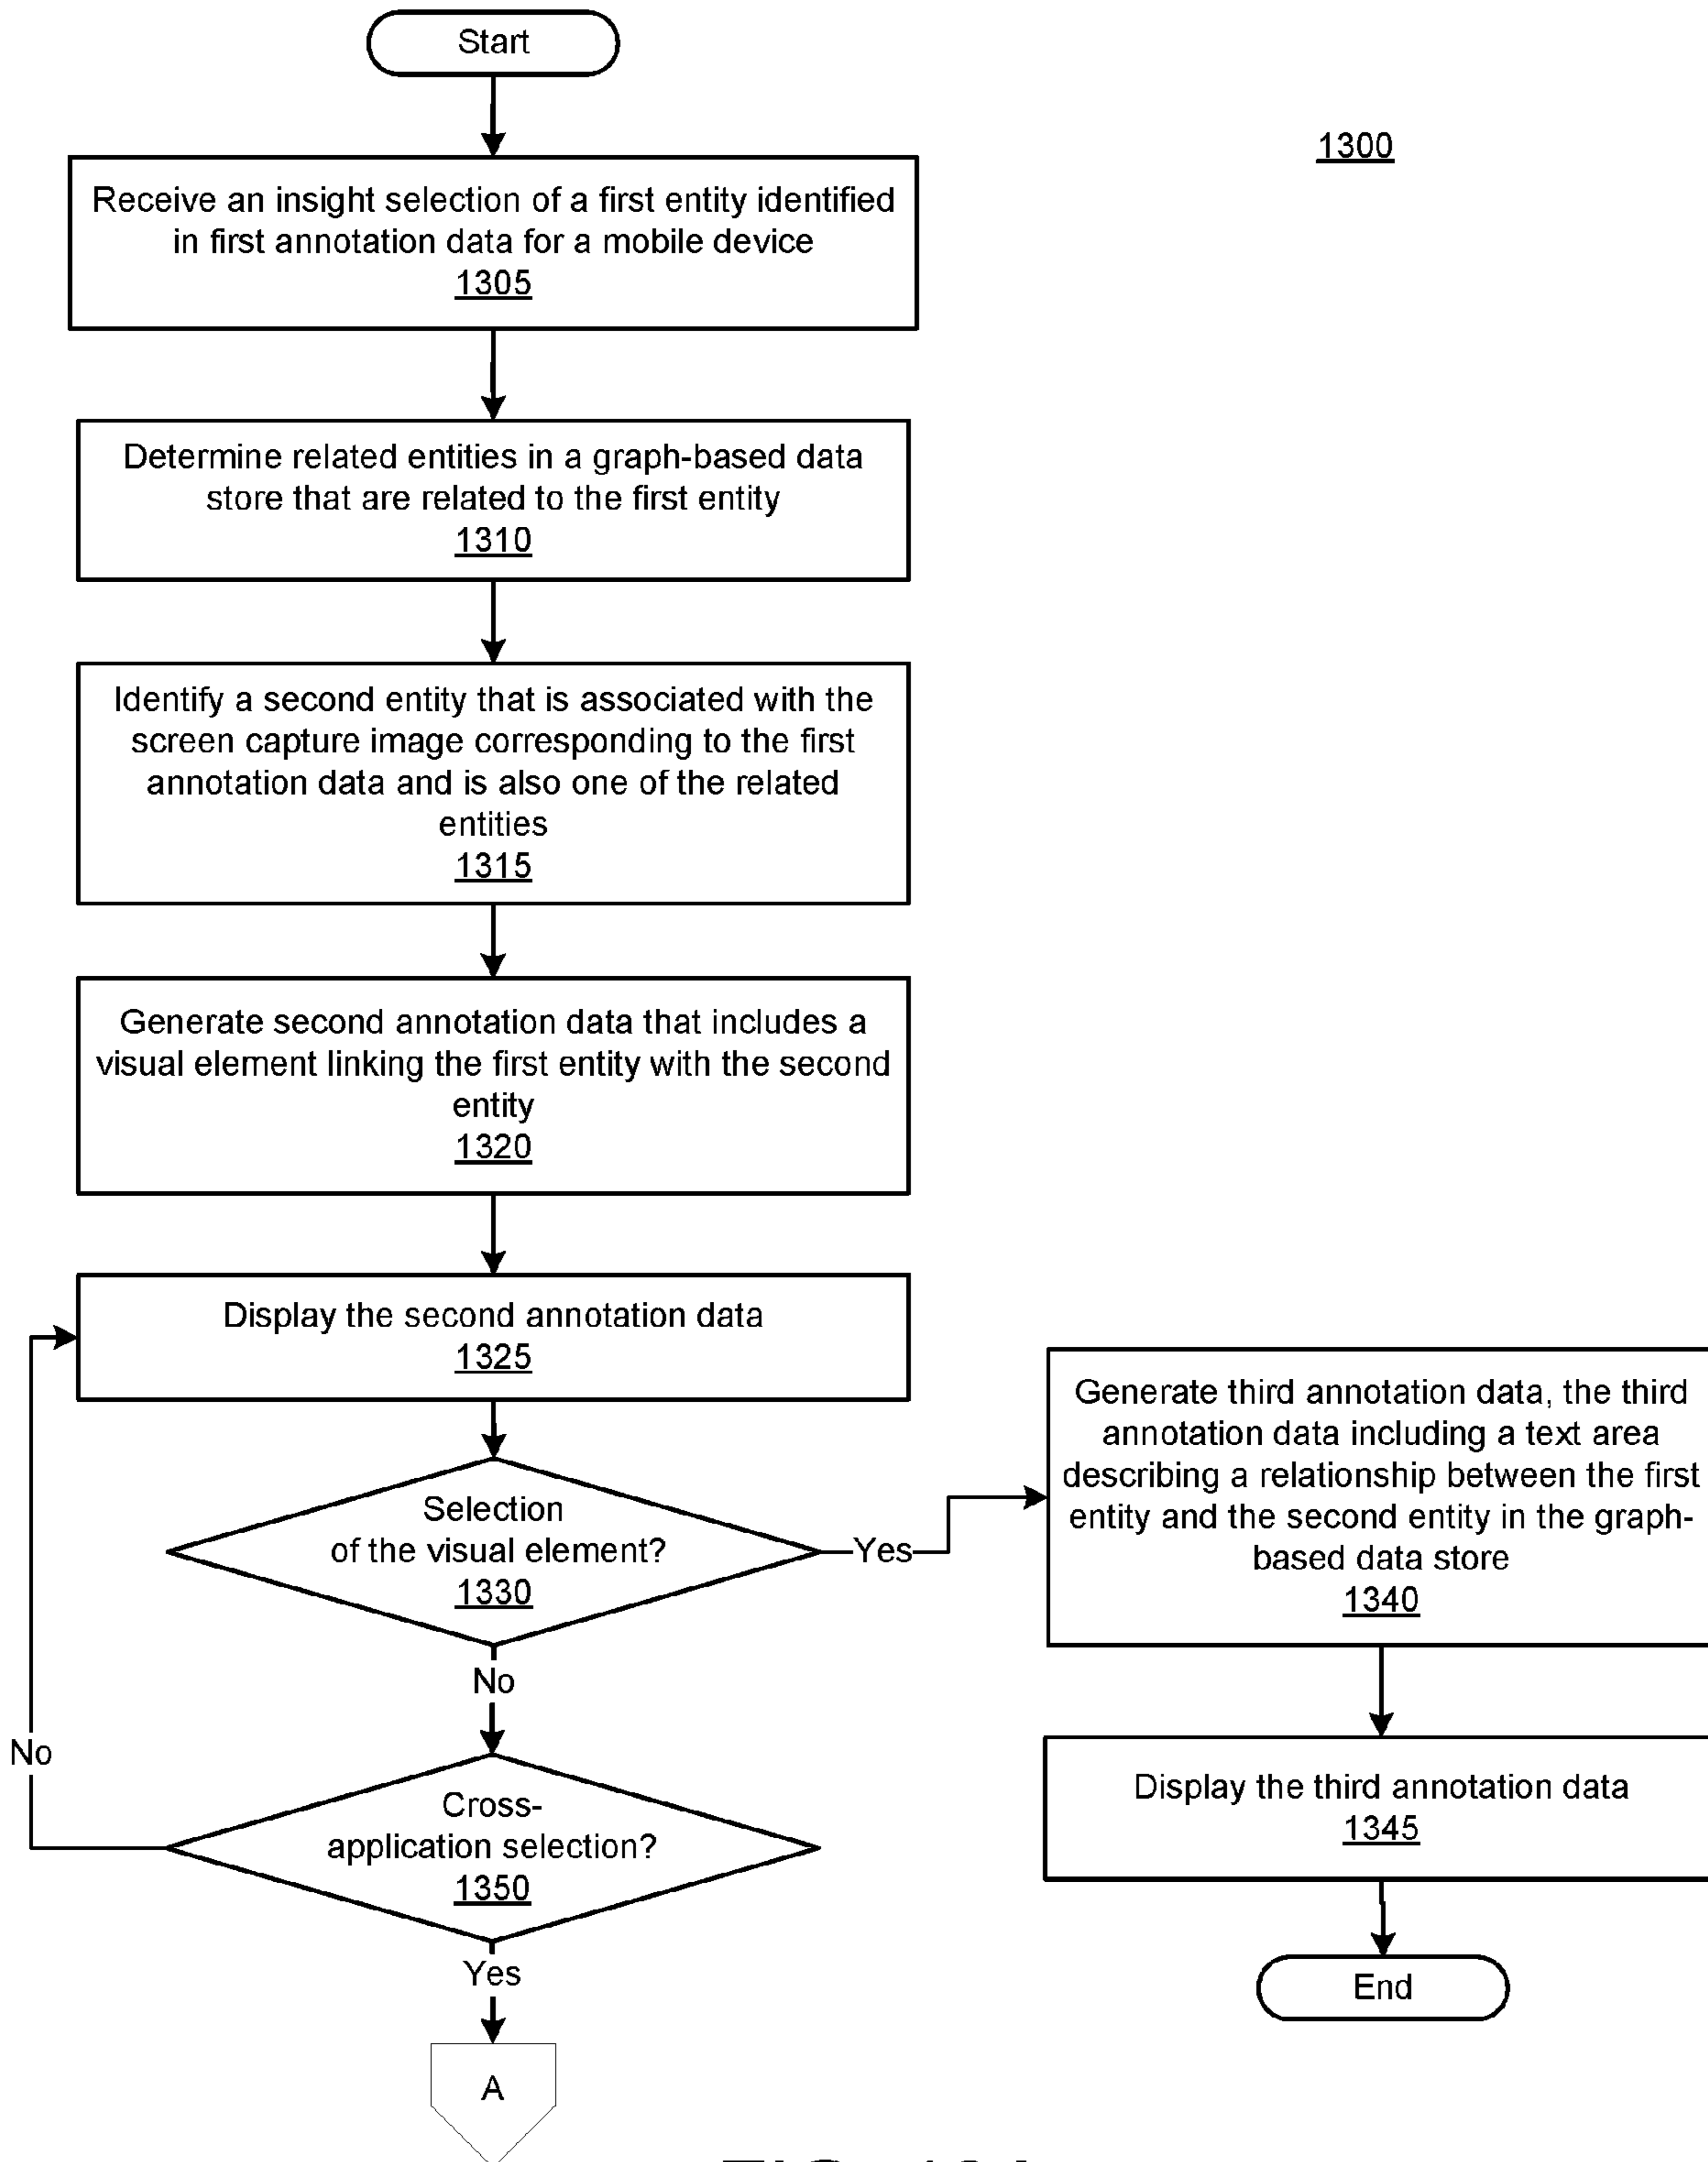 Start
1300
Receive an insight selection of a first entity identified
in first annotation data for a mobile device
1305
Determine related entities in a graph-based data
store that are related to the first entity
1310
Identify a second entity that is associated with the
screen capture image corresponding to the first
annotation data and is also one of the related
entities
1315
Generate second annotation data that includes a
visual element linking the first entity with the second
entity
1320
Display the second annotation data
1325
Selection
of the visual element?
1330
Yes
Generate third annotation data, the third
annotation data including a text area
describing a relationship between the first
entity and the second entity in the graph-
based data store
1340
No
Display the third annotation data
1345
No
Cross-
application selection?
1350
End
Yes
A